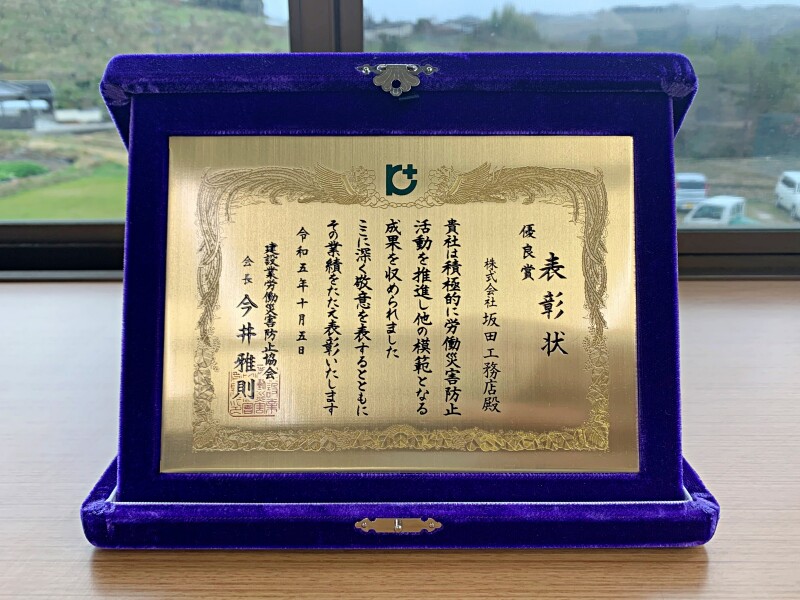 表彰状
優良賞
株式会社 坂田工務店殿
貴社は積極的に労働災害防止
活動を推進し他の模範となる
成果を収められました
ここに深く敬意を表するとともに
その業績をたたえ表彰いたします
令和五年十月五日
建設業労働災害防止協会
会長 今井雅則